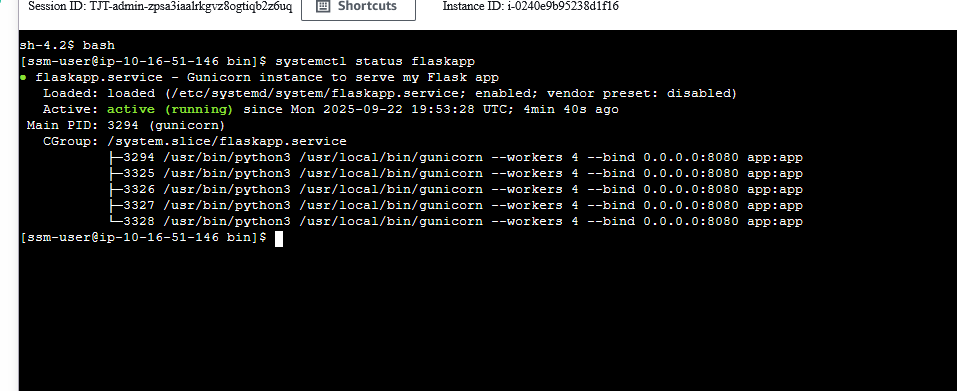 Session ID: TJT-admin-zpsa3iaalrkgvz8ogtiqb2z6uq Shortcuts Instance ID: i-0240e9b95238d1f16
sh-4.2$ bash
[ssm-user@ip-10-16-51-146 bin]$ systemctl status flaskapp
● flaskapp.service - Gunicorn instance to serve my Flask app
Loaded: loaded (/etc/systemd/system/flaskapp.service; enabled; vendor preset: disabled)
Active: active (running) since Mon 2025-09-22 19:53:28 UTC; 4min 40s ago
Main PID: 3294 (gunicorn)
CGroup: /system.slice/flaskapp.service
├─3294 /usr/bin/python3 /usr/local/bin/gunicorn --workers 4 --bind 0.0.0.0:8080 app:app
├─3325 /usr/bin/python3 /usr/local/bin/gunicorn --workers 4 --bind 0.0.0.0:8080 app:app
├─3326 /usr/bin/python3 /usr/local/bin/gunicorn --workers 4 --bind 0.0.0.0:8080 app:app
├─3327 /usr/bin/python3 /usr/local/bin/gunicorn --workers 4 --bind 0.0.0.0:8080 app:app
└─3328 /usr/bin/python3 /usr/local/bin/gunicorn --workers 4 --bind 0.0.0.0:8080 app:app
[ssm-user@ip-10-16-51-146 bin]$